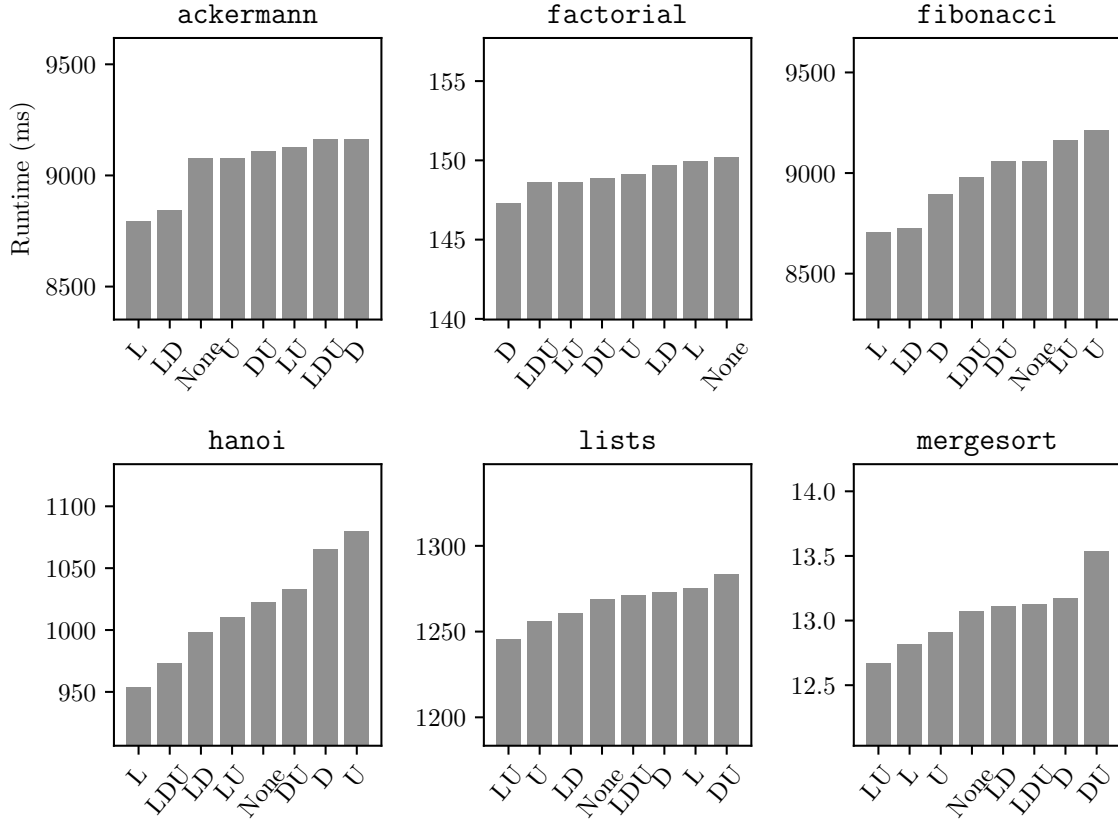 ackermann
factorial
fibonacci
Runtime (ms)
9500
9000
8500
155
150
145
140
9500
9000
8500
L LD None U DU LU LDU D
D LDU LU DU U LD L None
L LD D LDU DU None LU U
hanoi
lists
mergesort
1100
1050
1000
950
1300
1250
1200
14.0
13.5
13.0
12.5
L LDU LD LU None DU D U
LU U LD None LDU D L DU
LU L U None LD LDU D DU